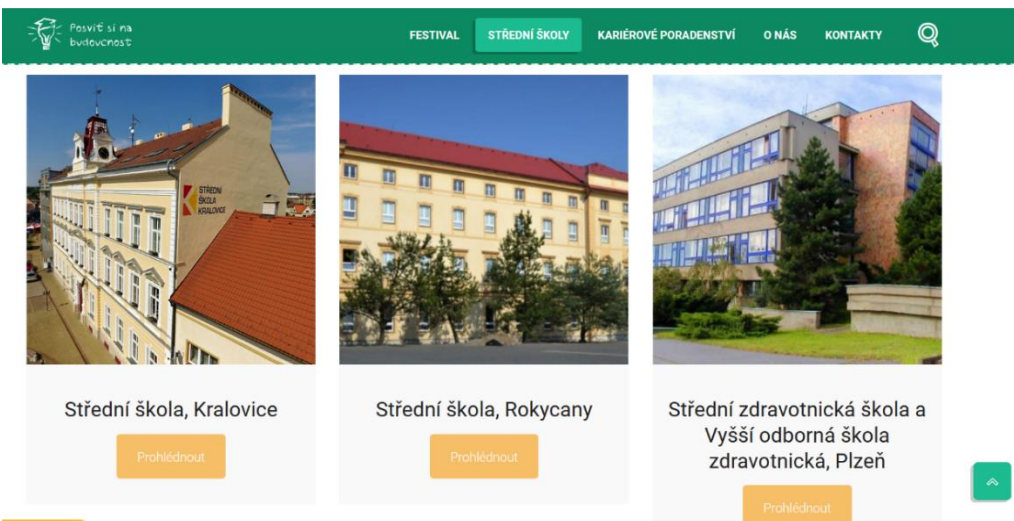 Posviť si na
budoucnost
FESTIVAL
STŘEDNÍ ŠKOLY
KARIÉROVÉ PORADENSTVÍ
O NÁS
KONTAKTY
STŘEDNÍ
ŠKOLA
KRALOVICE
Střední škola, Kralovice
Prohlédnout
Střední škola, Rokycany
Prohlédnout
Střední zdravotnická škola a
Vyšší odborná škola
zdravotnická, Plzeň
Prohlédnout